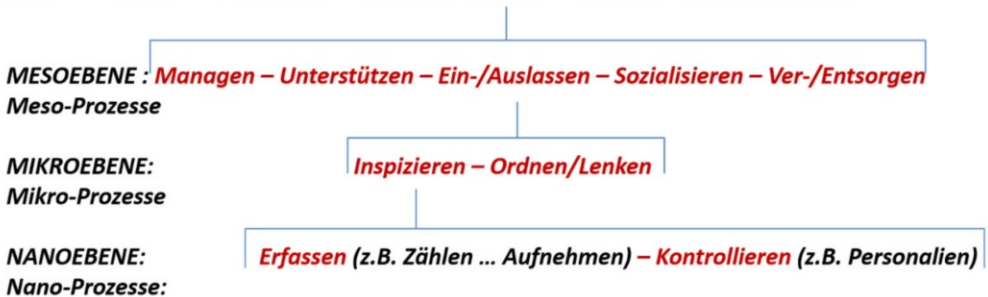 MESOEBENE : Managen – Unterstützen – Ein-/Auslassen – Sozialisieren – Ver-/Entsorgen
Meso-Prozesse
MIKROEBENE: Inspizieren – Ordnen/Lenken
Mikro-Prozesse
NANOEBENE: Erfassen (z.B. Zählen ... Aufnehmen) – Kontrollieren (z.B. Personalien)
Nano-Prozesse: